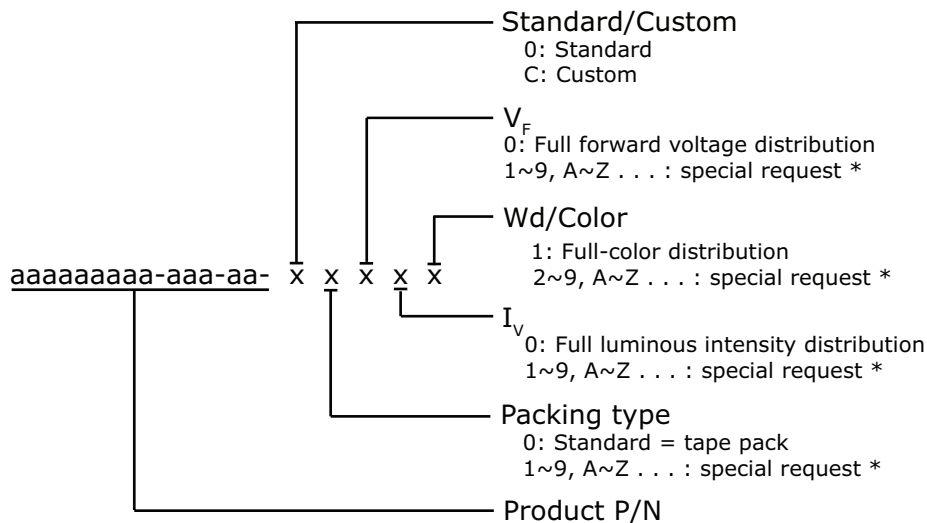 Standard/Custom
0: Standard
C: Custom
VF
0: Full forward voltage distribution
1~9, A~Z . . . : special request *
Wd/Color
1: Full-color distribution
2~9, A~Z . . . : special request *
aaaaaaaaa-aaa-aa- x x x x x
IV
0: Full luminous intensity distribution
1~9, A~Z . . . : special request *
Packing type
0: Standard = tape pack
1~9, A~Z . . . : special request *
Product P/N